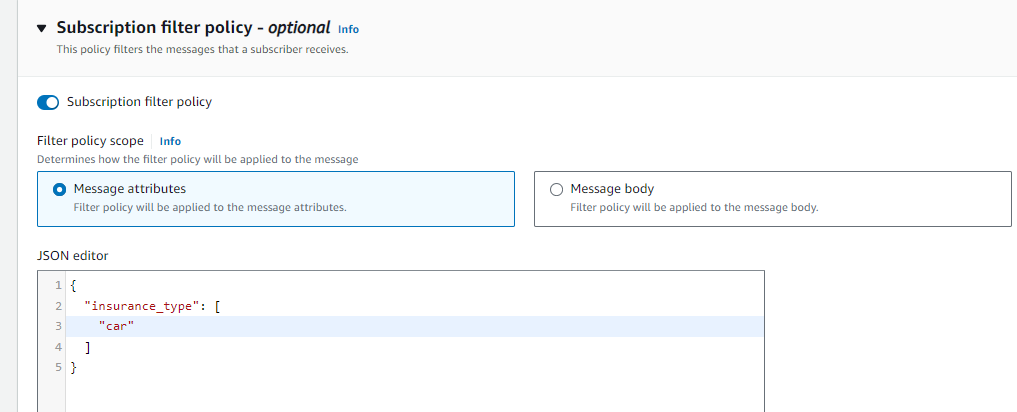 Subscription filter policy - optional Info
This policy filters the messages that a subscriber receives.
Subscription filter policy
Filter policy scope Info
Determines how the filter policy will be applied to the message
Message attributes
Filter policy will be applied to the message attributes.
Message body
Filter policy will be applied to the message body.
JSON editor
1 {
2 "insurance_type": [
3 "car"
4 ]
5 }